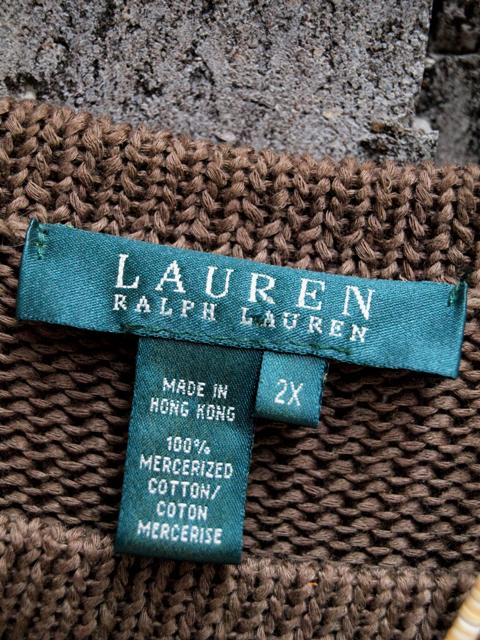 LAUREN
RALPH LAUREN
2X
MADE IN
HONG KONG
100%
MERCERIZED
COTTON/
COTON
MERCERISE